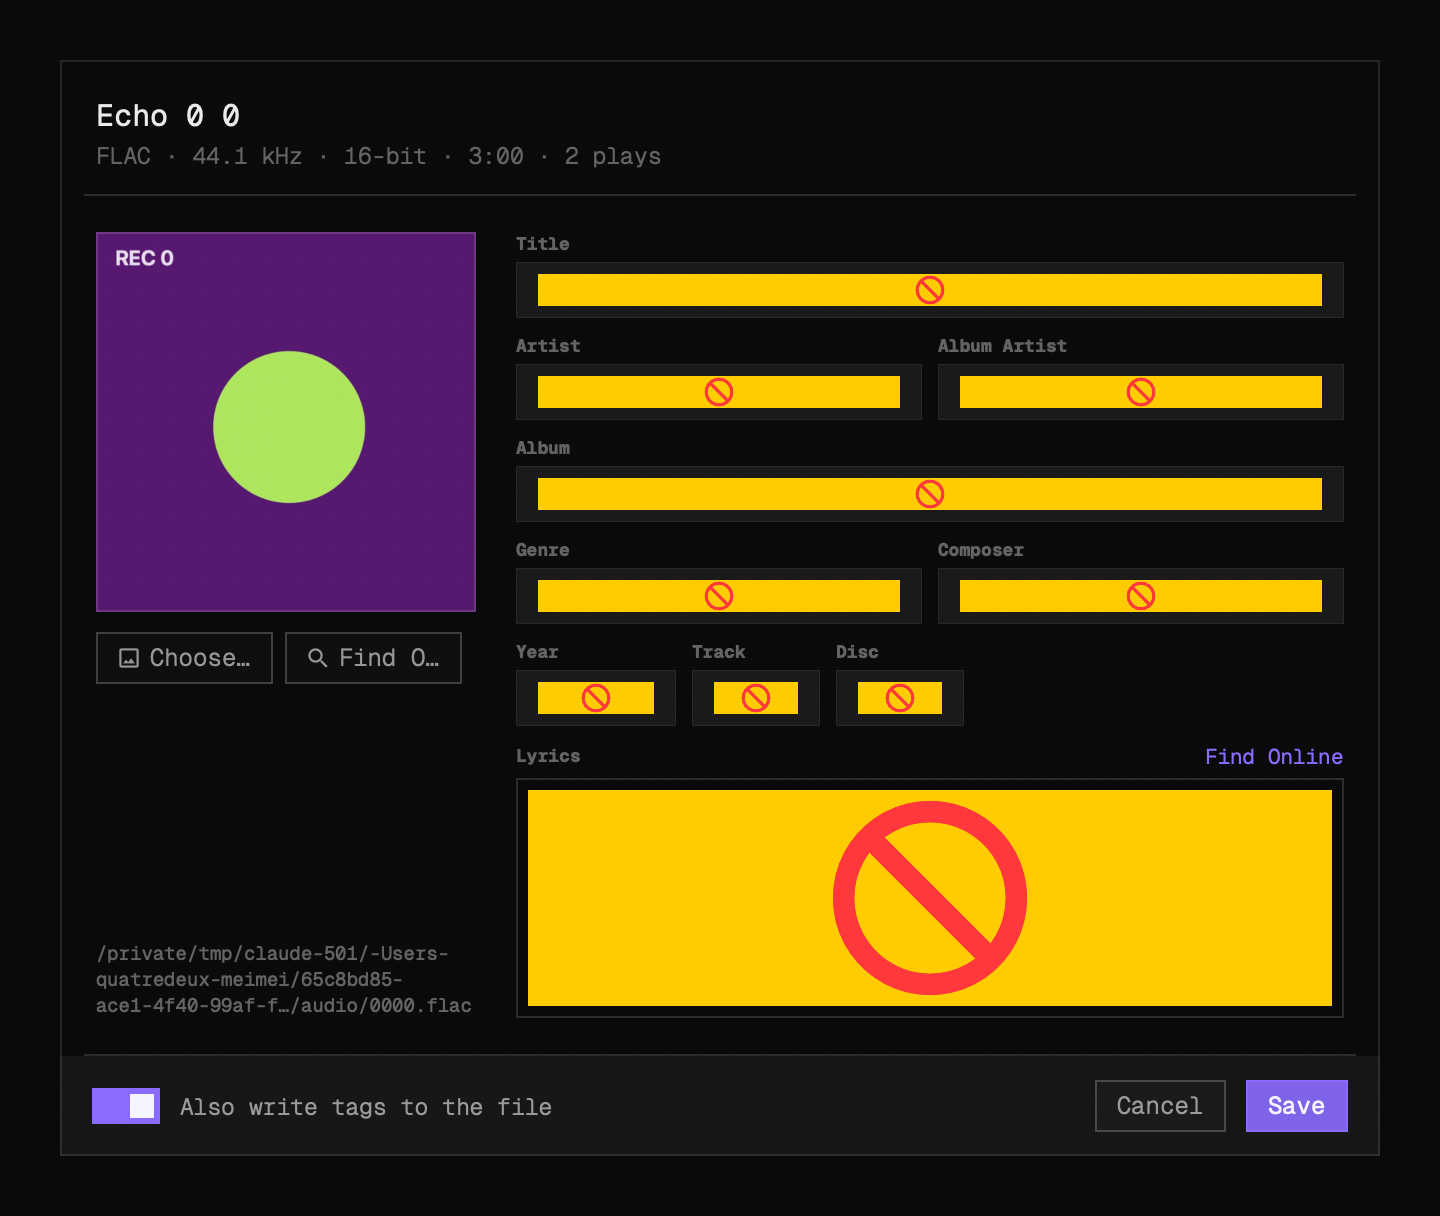 Echo 0 0
FLAC · 44.1 kHz · 16-bit · 3:00 · 2 plays
REC 0
Choose…
Find O…
/private/tmp/claude-501/-Users-
quatredeux-meimei/65c8bd85-
ace1-4f40-99af-f…/audio/0000.flac
Title
Artist
Album Artist
Album
Genre
Composer
Year
Track
Disc
Lyrics
Find Online
Also write tags to the file
Cancel
Save